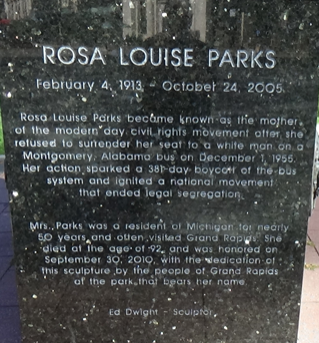 ROSA LOUISE PARKS
February 4, 1913 - October 24, 2005
Rosa Louise Parks became known as the mother
of the modern day civil rights movement after she
refused to surrender her seat to a white man on a
Montgomery, Alabama bus on December 1, 1955.
Her action sparked a 381 day boycott of the bus
system and ignited a national movement
that ended legal segregation.
Mrs. Parks was a resident of Michigan for nearly
50 years and often visited Grand Rapids. She
died at the age of 92, and was honored on
September 30, 2010, with the dedication of
this sculpture by the people of Grand Rapids
at the park that bears her name.
Ed Dwight - Sculptor